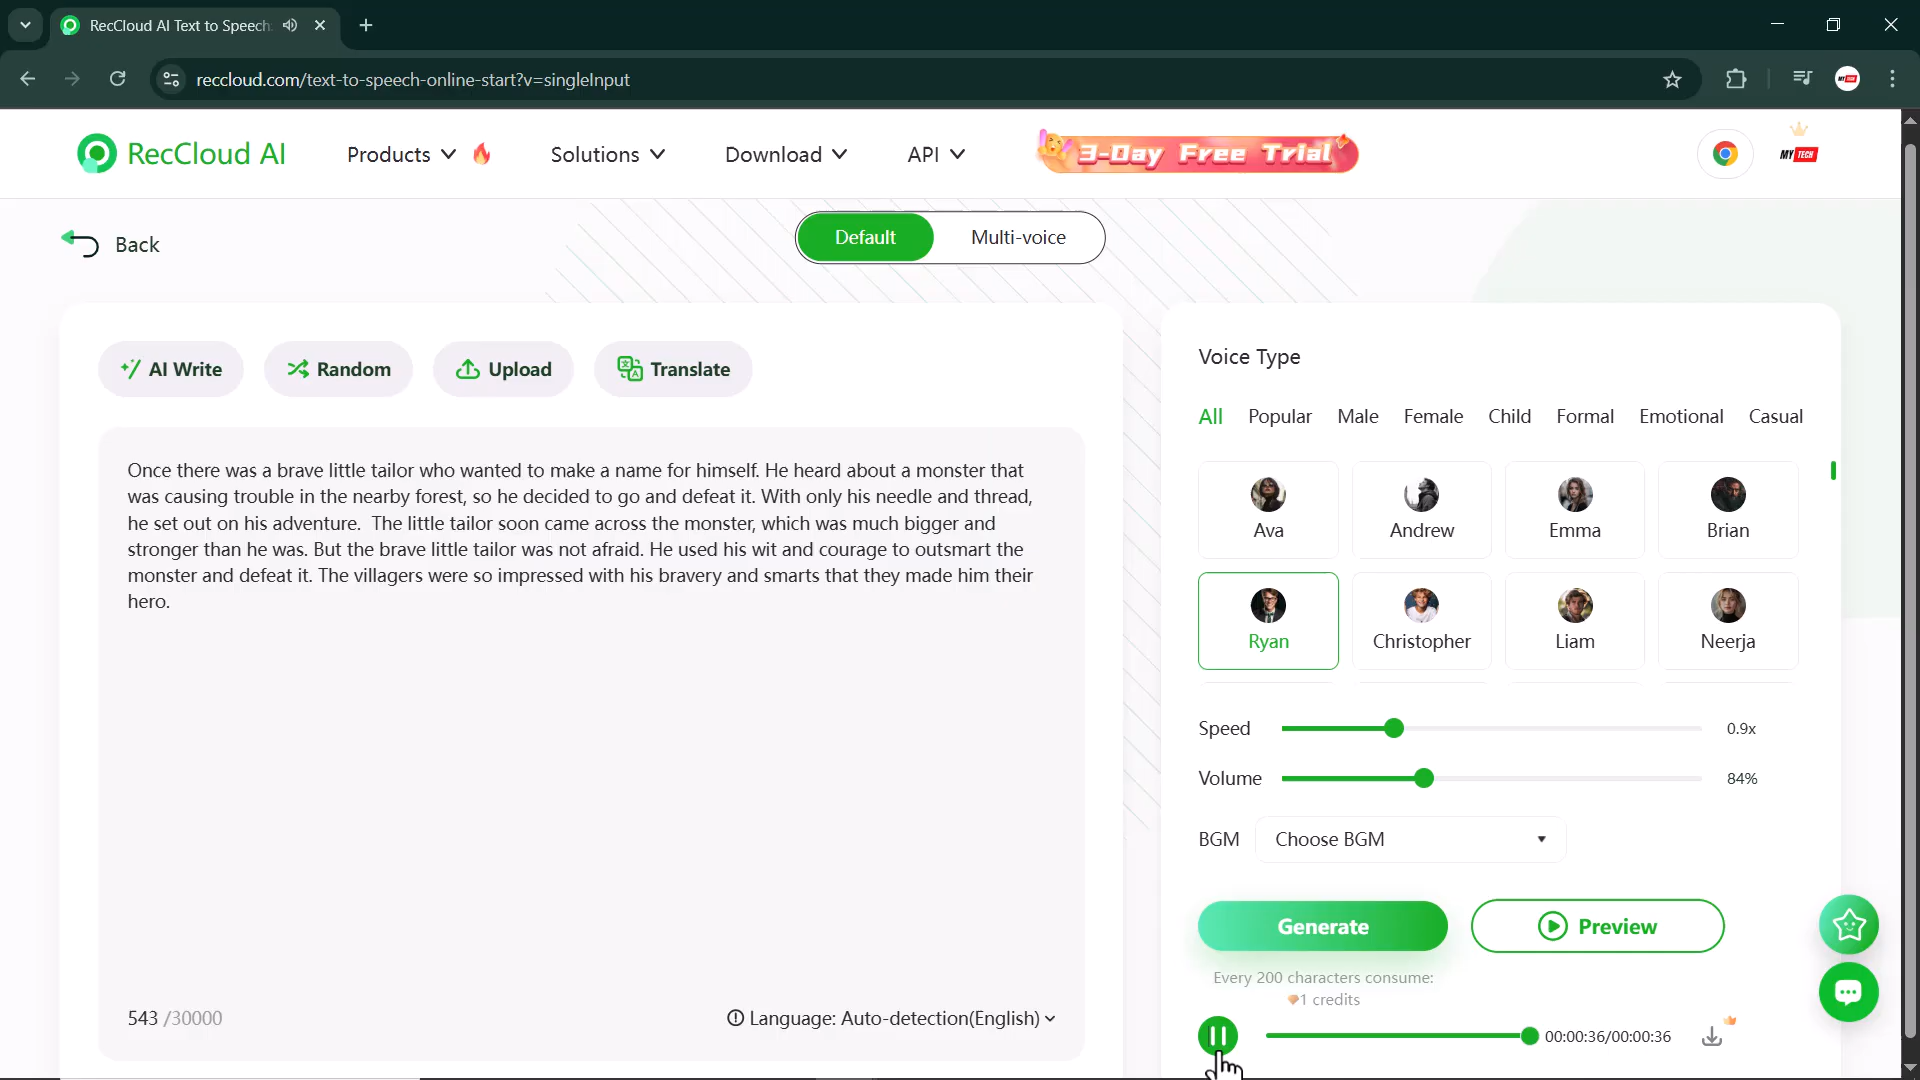 RecCloud AI Text to Speech
reccloud.com/text-to-speech-online-start?v=singleInput
RecCloud AI
Products
Solutions
Download
API
3-Day Free Trial
MY TECH
Back
Default
Multi-voice
AI Write
Random
Upload
Translate
Once there was a brave little tailor who wanted to make a name for himself. He heard about a monster that
was causing trouble in the nearby forest, so he decided to go and defeat it. With only his needle and thread,
he set out on his adventure.  The little tailor soon came across the monster, which was much bigger and
stronger than he was. But the brave little tailor was not afraid. He used his wit and courage to outsmart the
monster and defeat it. The villagers were so impressed with his bravery and smarts that they made him their
hero.
543 /30000
Language: Auto-detection(English)
Voice Type
All Popular Male Female Child Formal Emotional Casual
Ava Andrew Emma Brian
Ryan Christopher Liam Neerja
Speed 0.9x
Volume 84%
BGM Choose BGM
Generate
Preview
Every 200 characters consume:
1 credits
00:00:36/00:00:36